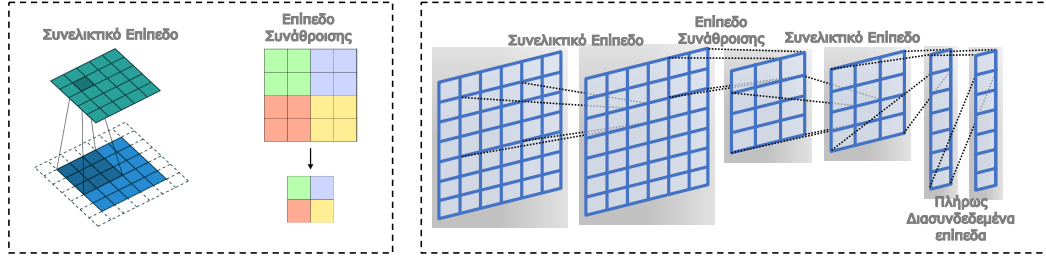 Συνελικτικό Επίπεδο
Επίπεδο
Συνάθροισης
Συνελικτικό Επίπεδο
Επίπεδο
Συνάθροισης
Συνελικτικό Επίπεδο
Πλήρως
Διασυνδεδεμένα
επίπεδα